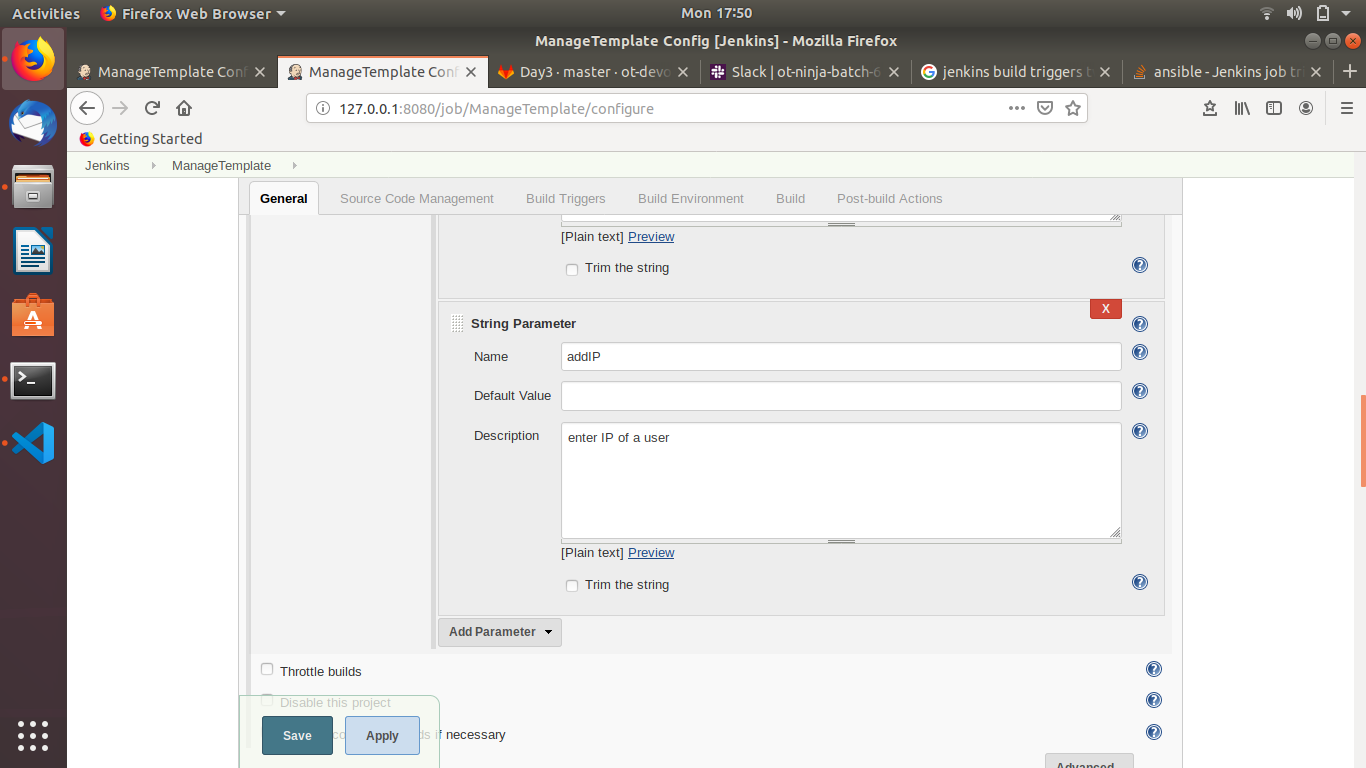 Activities Firefox Web Browser Mon 17:50
ManageTemplate Config [Jenkins] - Mozilla Firefox
ManageTemplate Conf ManageTemplate Conf Day3 · master · ot-devo Slack | ot-ninja-batch-6 jenkins build triggers t ansible - Jenkins job tri
127.0.0.1:8080/job/ManageTemplate/configure
Getting Started
Jenkins ManageTemplate
General Source Code Management Build Triggers Build Environment Build Post-build Actions
[Plain text] Preview
Trim the string
X
String Parameter
Name addIP
Default Value
Description enter IP of a user
[Plain text] Preview
Trim the string
Add Parameter
Throttle builds
Disable this project
if necessary
Save Apply
Advanced...